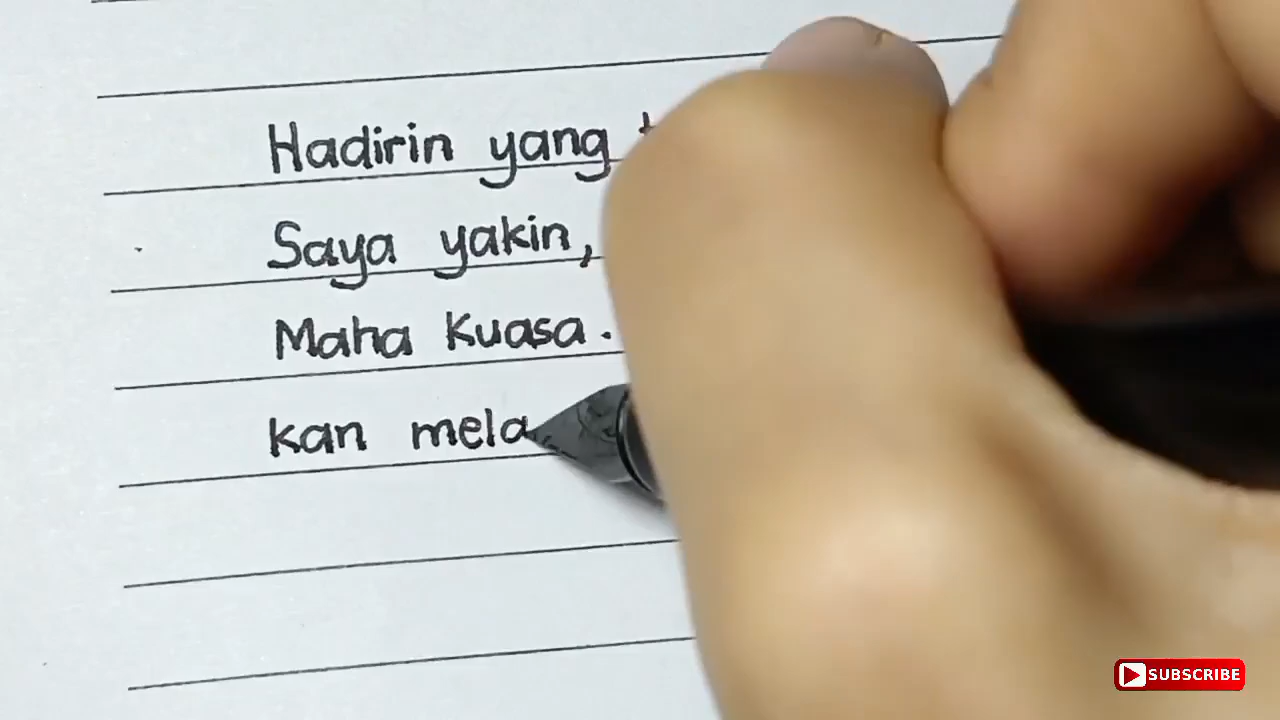 Hadirin yang
Saya yakin,
Maha Kuasa.
kan mela
SUBSCRIBE